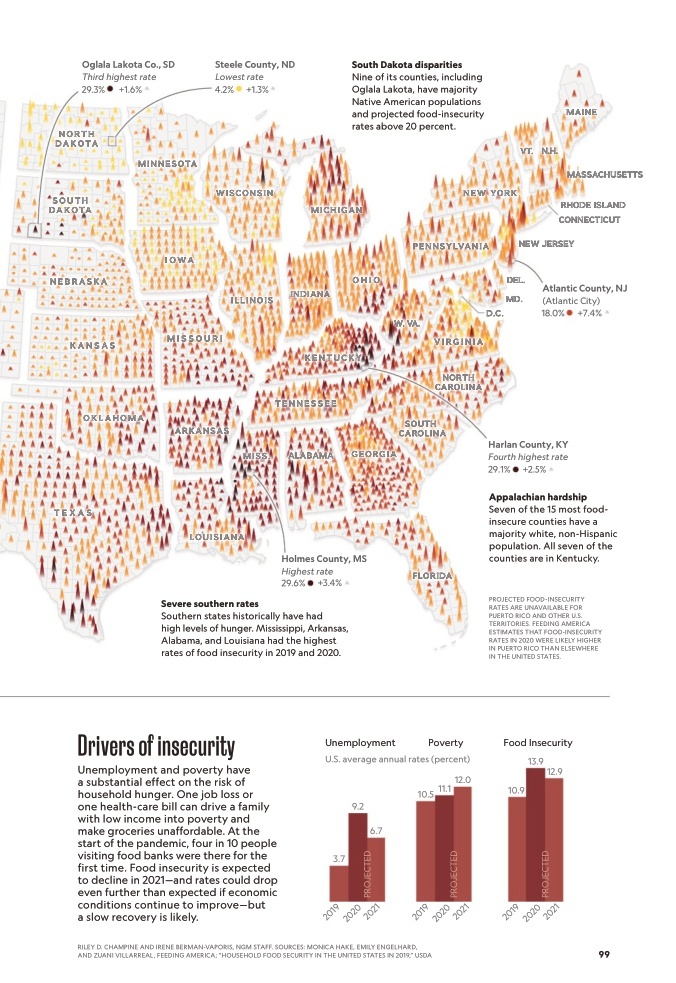 Oglala Lakota Co., SD
Third highest rate
29.3% +1.6%
Steele County, ND
Lowest rate
4.2% +1.3%
South Dakota disparities
Nine of its counties, including
Oglala Lakota, have majority
Native American populations
and projected food-insecurity
rates above 20 percent.
MAINE
NORTH
DAKOTA
MINNESOTA
VT.
N.H.
MASSACHUSETTS
WISCONSIN
NEW YORK
SOUTH
DAKOTA
MICHIGAN
RHODE ISLAND
CONNECTICUT
PENNSYLVANIA
NEW JERSEY
IOWA
NEBRASKA
OHIO
DEL.
INDIANA
ILLINOIS
MD.
D.C.
Atlantic County, NJ
(Atlantic City)
18.0% +7.4%
W.VA.
MISSOURI
VIRGINIA
KANSAS
KENTUCKY
NORTH
CAROLINA
TENNESSEE
OKLAHOMA
ARKANSAS
SOUTH
CAROLINA
MISS.
ALABAMA
GEORGIA
Harlan County, KY
Fourth highest rate
29.1% +2.5%
TEXAS
LOUISIANA
Appalachian hardship
Seven of the 15 most food-
insecure counties have a
majority white, non-Hispanic
population. All seven of the
counties are in Kentucky.
Holmes County, MS
Highest rate
29.6% +3.4%
FLORIDA
Severe southern rates
Southern states historically have had
high levels of hunger. Mississippi, Arkansas,
Alabama, and Louisiana had the highest
rates of food insecurity in 2019 and 2020.
PROJECTED FOOD-INSECURITY
RATES ARE UNAVAILABLE FOR
PUERTO RICO AND OTHER U.S.
TERRITORIES. FEEDING AMERICA
ESTIMATES THAT FOOD-INSECURITY
RATES IN 2020 WERE LIKELY HIGHER
IN PUERTO RICO THAN ELSEWHERE
IN THE UNITED STATES.
Drivers of insecurity
Unemployment and poverty have
a substantial effect on the risk of
household hunger. One job loss or
one health-care bill can drive a family
with low income into poverty and
make groceries unaffordable. At the
start of the pandemic, four in 10 people
visiting food banks were there for the
first time. Food insecurity is expected
to decline in 2021—and rates could drop
even further than expected if economic
conditions continue to improve—but
a slow recovery is likely.
Unemployment
Poverty
Food Insecurity
U.S. average annual rates (percent)
3.7
9.2
6.7
PROJECTED
2019
2020
2021
10.5
11.1
12.0
PROJECTED
2019
2020
2021
10.9
13.9
12.9
PROJECTED
2019
2020
2021
RILEY D. CHAMPINE AND IRENE BERMAN-VAPORIS, NGM STAFF. SOURCES: MONICA HAKE, EMILY ENGELHARD,
AND ZUANI VILLARREAL, FEEDING AMERICA; "HOUSEHOLD FOOD SECURITY IN THE UNITED STATES IN 2019," USDA
99